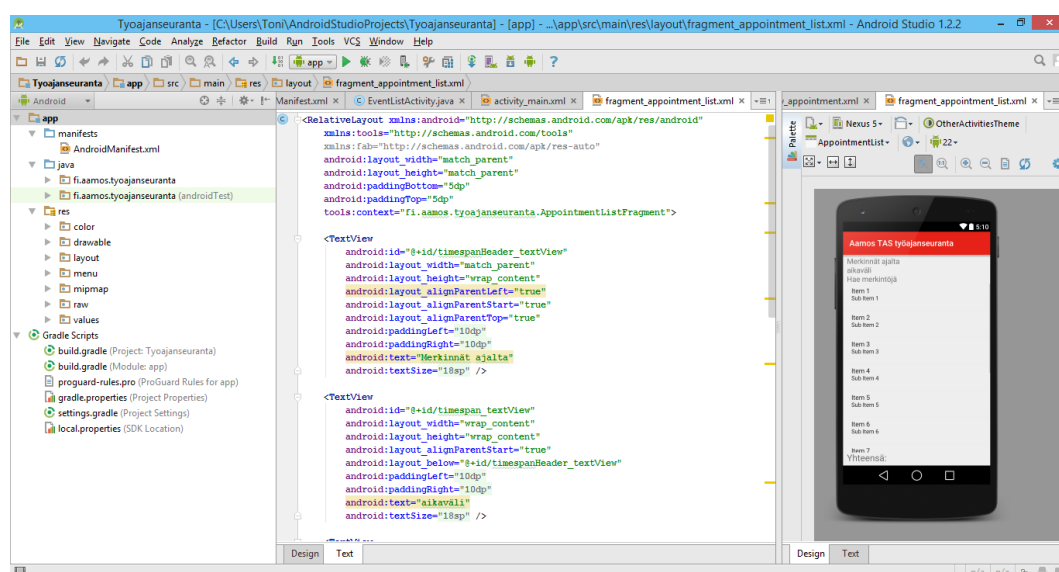 Tyoajanseuranta - [C:\Users\Toni\AndroidStudioProjects\Tyoajanseuranta] - [app] - ...\app\src\main\res\layout\fragment_appointment_list.xml - Android Studio 1.2.2
File Edit View Navigate Code Analyze Refactor Build Run Tools VCS Window Help
app
Tyoajanseuranta app src main res layout fragment_appointment_list.xml
Android
Manifest.xml EventListActivity.java activity_main.xml fragment_appointment_list.xml
_appointment.xml fragment_appointment_list.xml
app
manifests
AndroidManifest.xml
java
fi.aamos.tyoajanseuranta
fi.aamos.tyoajanseuranta (androidTest)
res
color
drawable
layout
menu
mipmap
raw
values
Gradle Scripts
build.gradle (Project: Tyoajanseuranta)
build.gradle (Module: app)
proguard-rules.pro (ProGuard Rules for app)
gradle.properties (Project Properties)
settings.gradle (Project Settings)
local.properties (SDK Location)
<RelativeLayout xmlns:android="http://schemas.android.com/apk/res/android"
xmlns:tools="http://schemas.android.com/tools"
xmlns:fab="http://schemas.android.com/apk/res-auto"
android:layout_width="match_parent"
android:layout_height="match_parent"
android:paddingBottom="5dp"
android:paddingTop="5dp"
tools:context="fi.aamos.tyoajanseuranta.AppointmentListFragment">
<TextView
android:id="@+id/timespanHeader_textView"
android:layout_width="match_parent"
android:layout_height="wrap_content"
android:layout_alignParentLeft="true"
android:layout_alignParentStart="true"
android:layout_alignParentTop="true"
android:paddingLeft="10dp"
android:paddingRight="10dp"
android:text="Merkinnät ajalta"
android:textSize="18sp" />
<TextView
android:id="@+id/timespan_textView"
android:layout_width="wrap_content"
android:layout_height="wrap_content"
android:layout_alignParentStart="true"
android:layout_below="@+id/timespanHeader_textView"
android:paddingLeft="10dp"
android:paddingRight="10dp"
android:text="aikaväli"
android:textSize="18sp" />
Design Text
Palette
Nexus 5 OtherActivitiesTheme
AppointmentList 22
5:10
Aamos TAS työajanseuranta
Merkinnät ajalta
aikaväli
Hae merkintöjä
Item 1
Sub Item 1
Item 2
Sub Item 2
Item 3
Sub Item 3
Item 4
Sub Item 4
Item 5
Sub Item 5
Item 6
Sub Item 6
Item 7
Yhteensä:
Design Text